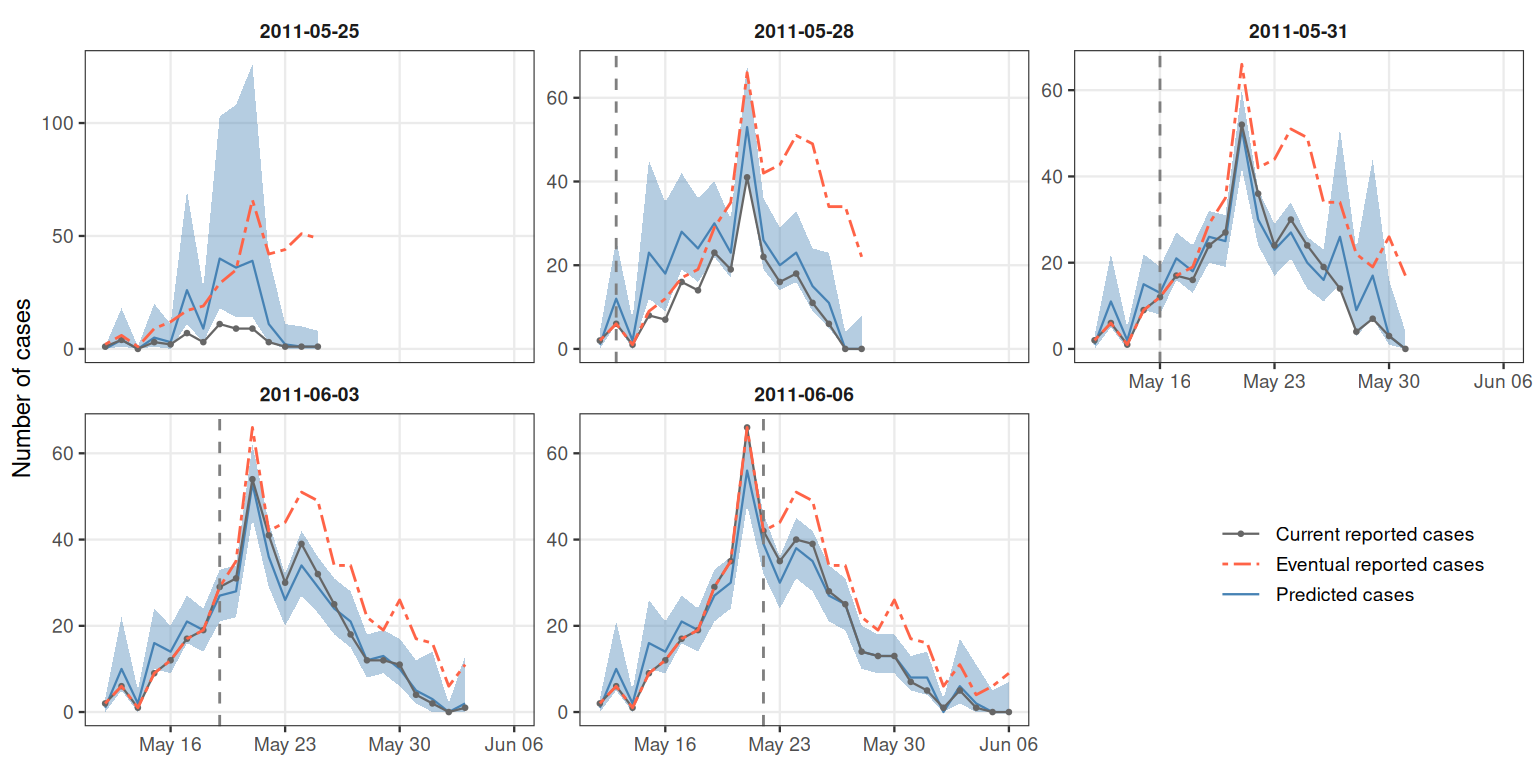 2011-05-25
2011-05-28
2011-05-31
100
50
0
60
40
20
0
60
40
20
0
May 16
May 23
May 30
Jun 06
Number of cases
2011-06-03
2011-06-06
60
40
20
0
60
40
20
0
May 16
May 23
May 30
Jun 06
May 16
May 23
May 30
Jun 06
Current reported cases
Eventual reported cases
Predicted cases